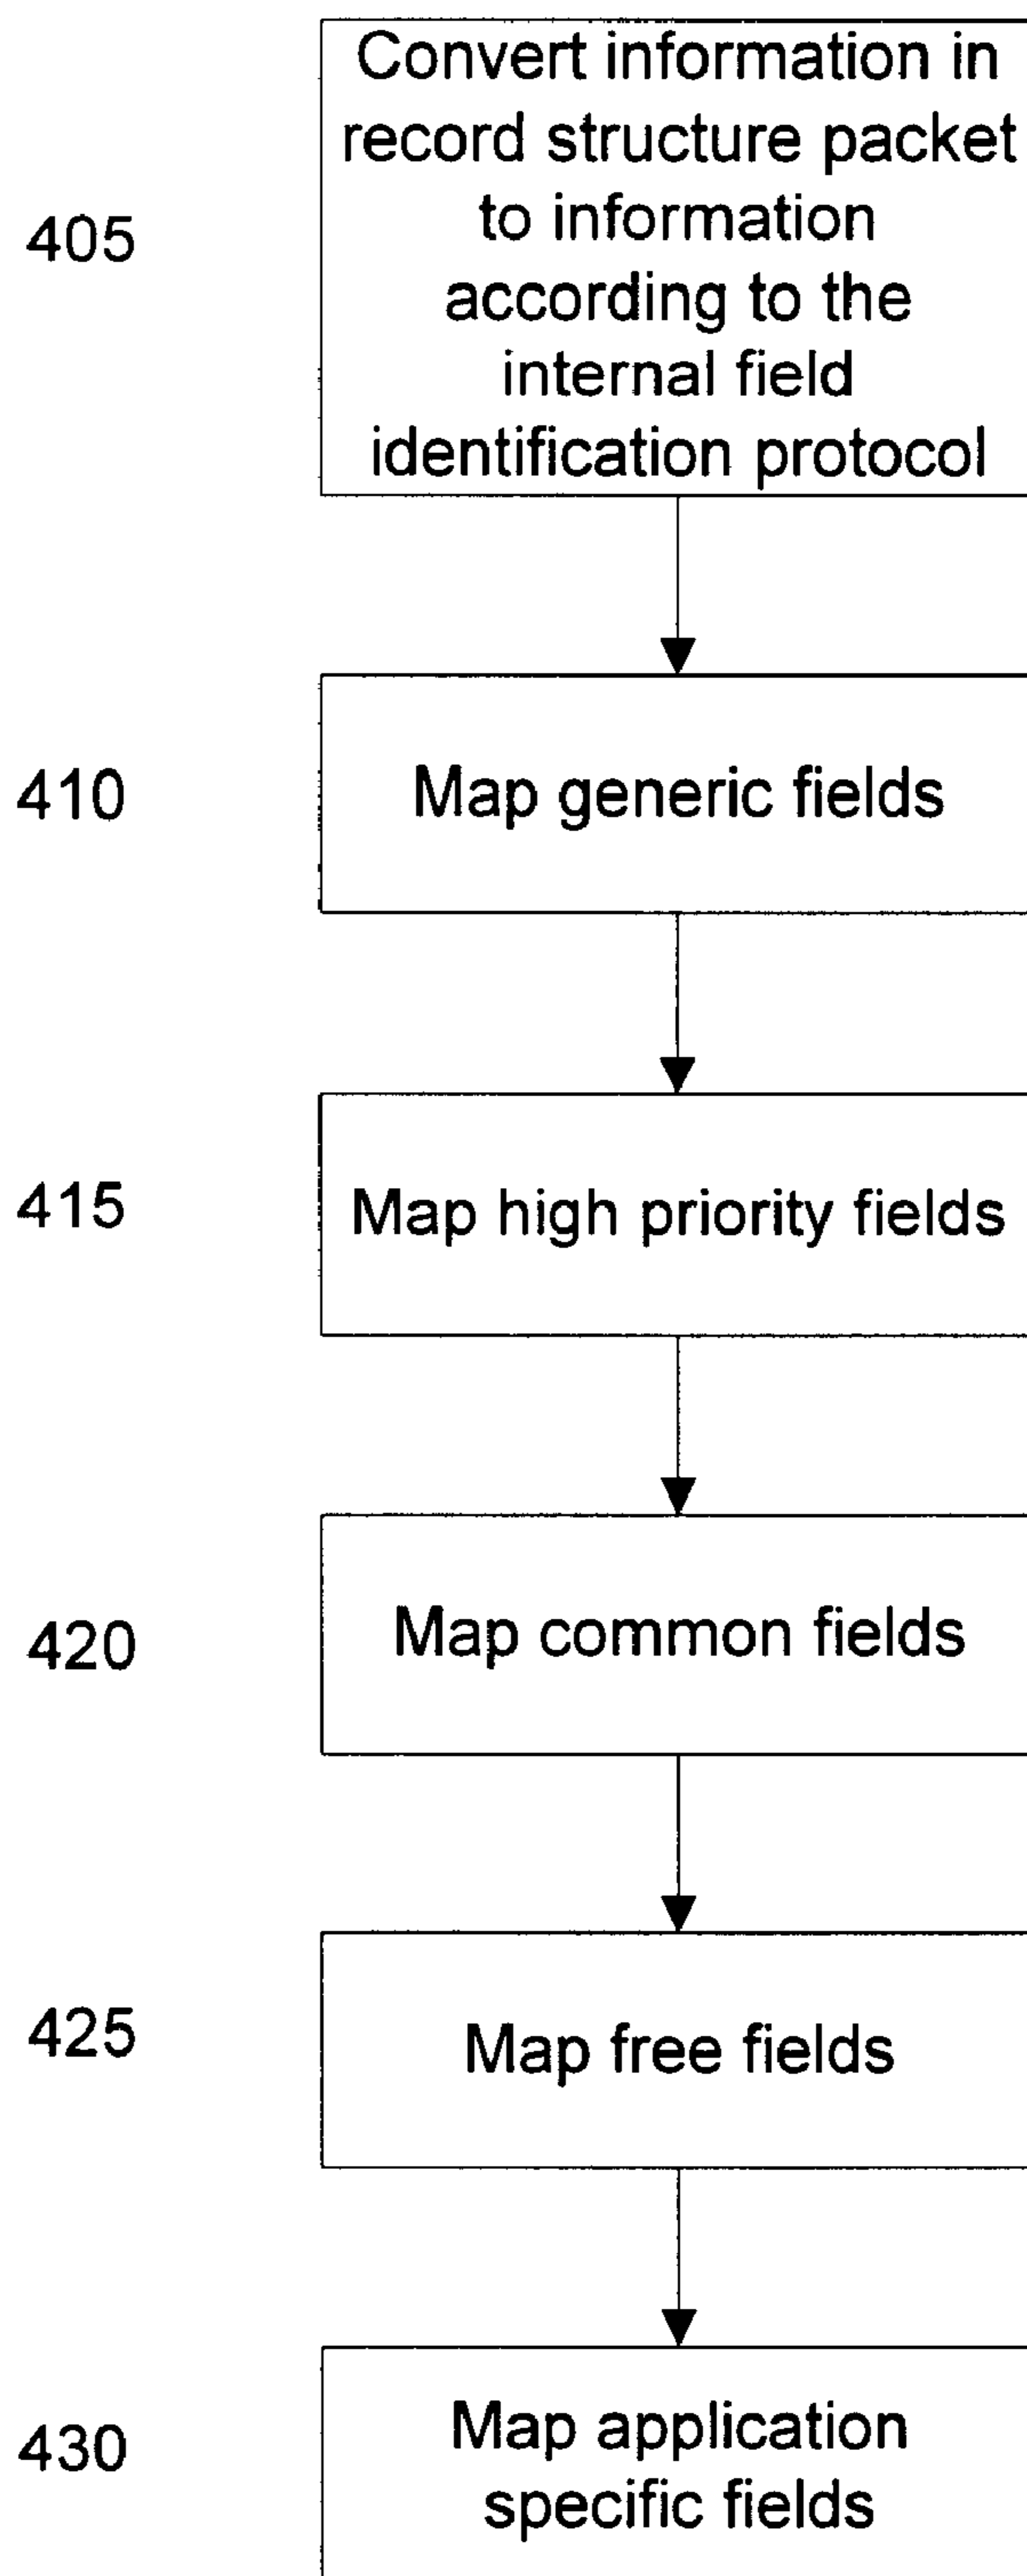 Convert information in
record structure packet
to information
405
according to the
internal field
identification protocol
410
Map generic fields
415
Map high priority fields
420
Map common fields
425
Map free fields
430
Map application
specific fields